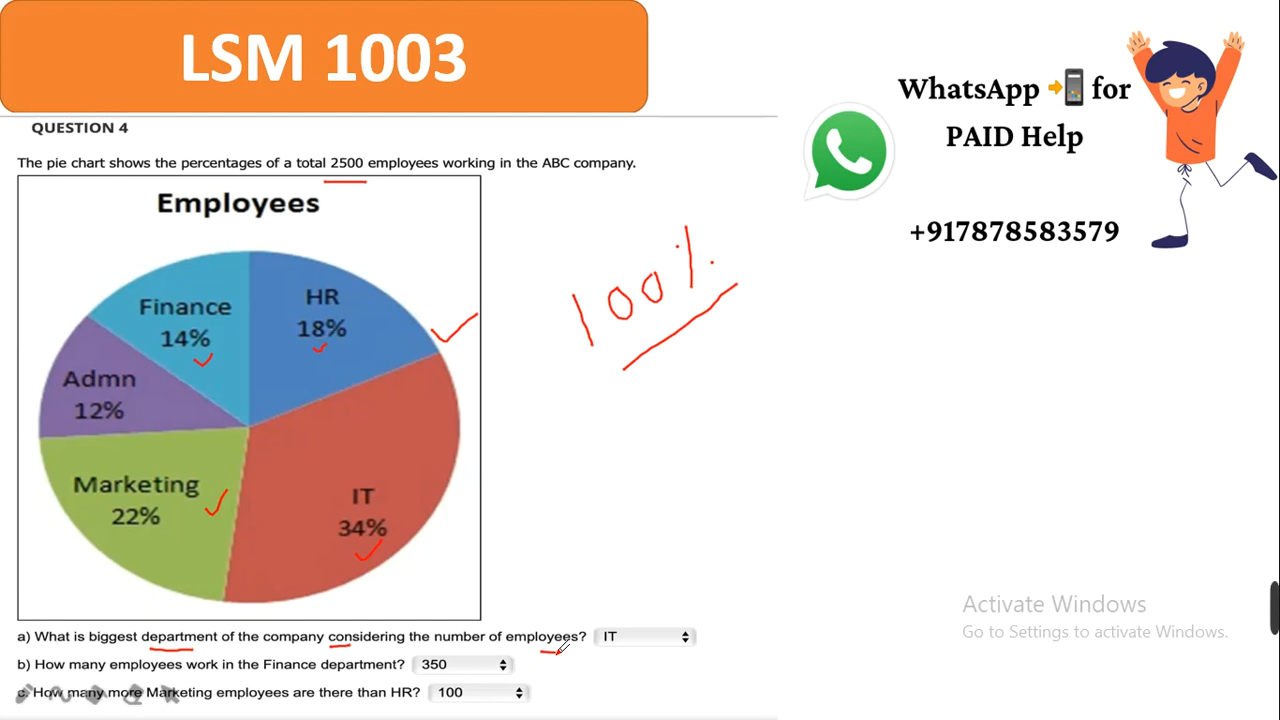 LSM 1003
WhatsApp for
PAID Help
+917878583579
QUESTION 4
The pie chart shows the percentages of a total 2500 employees working in the ABC company.
Employees
Finance
14%
HR
18%
Admn
12%
Marketing
22%
IT
34%
100%
a) What is biggest department of the company considering the number of employees? IT
b) How many employees work in the Finance department? 350
c. How many more Marketing employees are there than HR? 100
Activate Windows
Go to Settings to activate Windows.